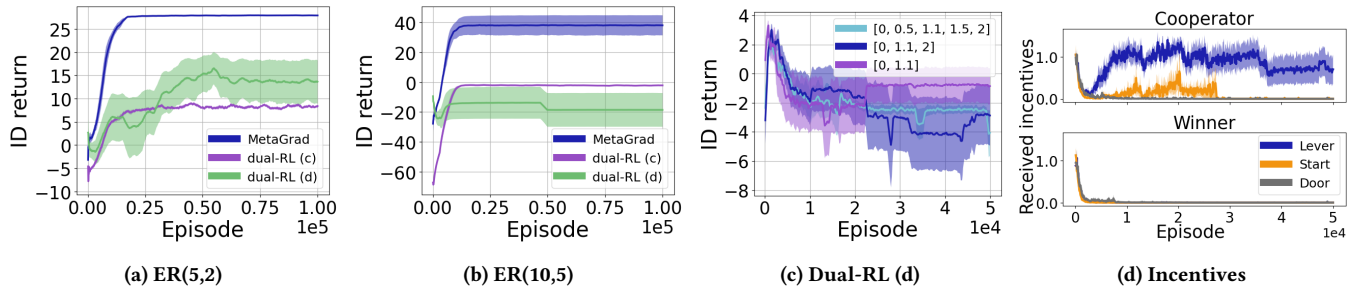 25
20
15
10
5
0
−5
−10
ID return
0.00
0.25
0.50
0.75
1.00
1e5
Episode
MetaGrad
dual-RL (c)
dual-RL (d)
(a) ER(5,2)
40
20
0
−20
−40
−60
ID return
0.00
0.25
0.50
0.75
1.00
1e5
Episode
MetaGrad
dual-RL (c)
dual-RL (d)
(b) ER(10,5)
4
2
0
−2
−4
−6
−8
ID return
0
1
2
3
4
5
1e4
Episode
[0, 0.5, 1.1, 1.5, 2]
[0, 1.1, 2]
[0, 1.1]
(c) Dual-RL (d)
Cooperator
1.0
0.0
Received incentives
Winner
1.0
0.0
Lever
Start
Door
0
1
2
3
4
5
1e4
Episode
(d) Incentives